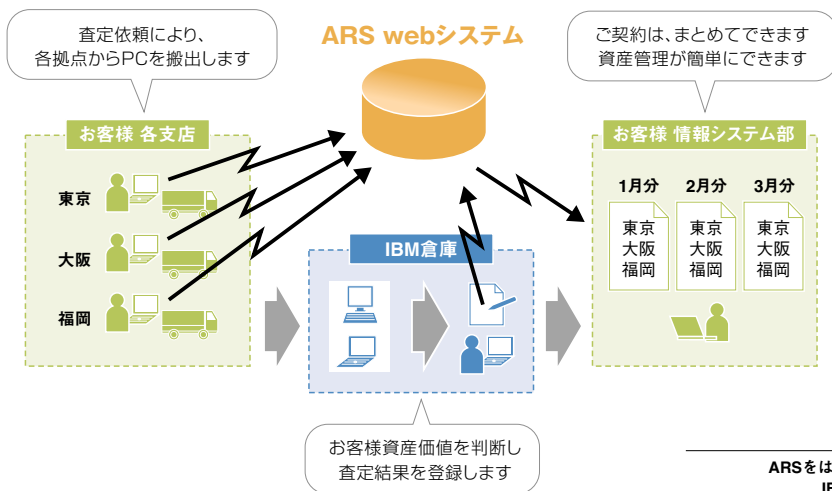 査定依頼により、
各拠点からPCを搬出します
ARS webシステム
ご契約は、まとめてできます
資産管理が簡単にできます
お客様 各支店
東京
大阪
福岡
IBM倉庫
お客様 情報システム部
1月分 2月分 3月分
東京 東京 東京
大阪 大阪 大阪
福岡 福岡 福岡
お客様資産価値を判断し
査定結果を登録します
ARSをは